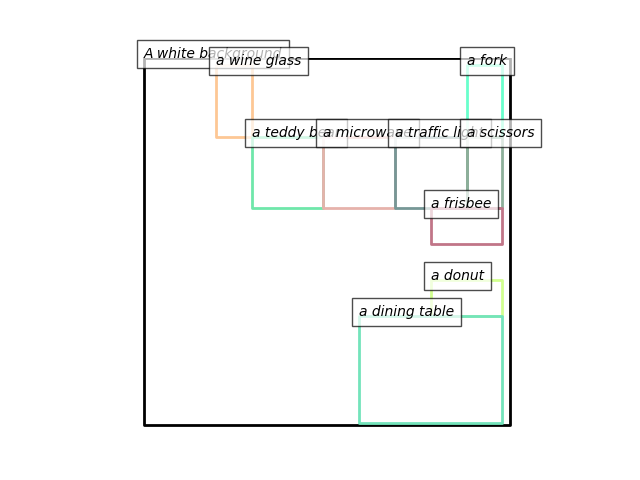 A white background
a wine glass
a fork
a teddy bear
a microwave
a traffic light
a scissors
a frisbee
a donut
a dining table